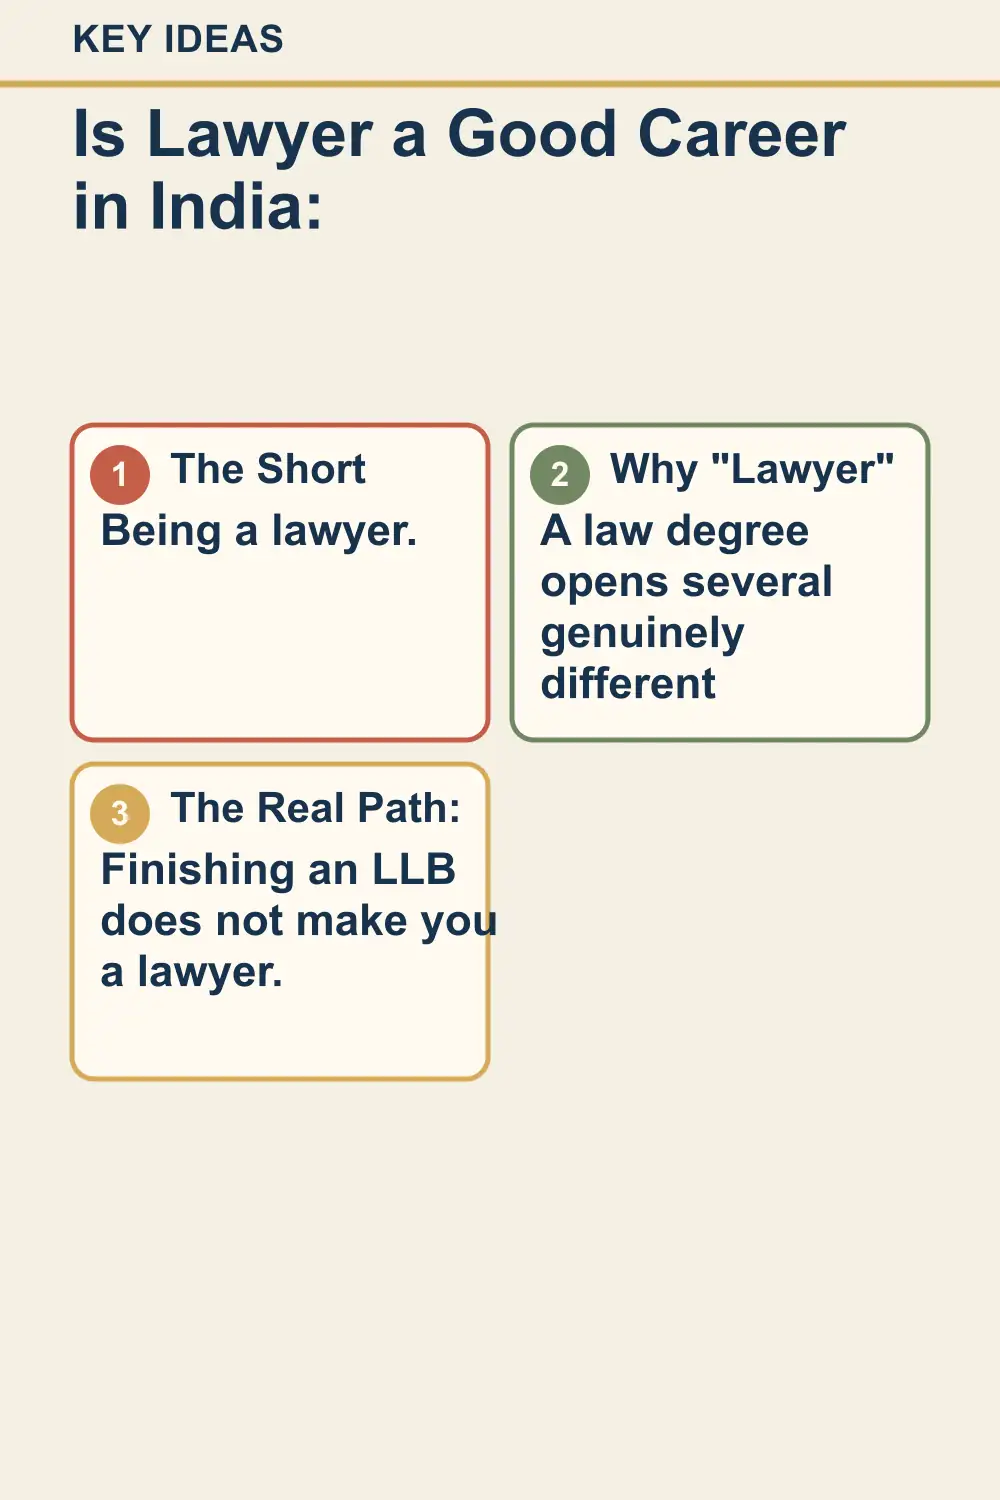 KEY IDEAS
Is Lawyer a Good Career
in India:
1 The Short
Being a lawyer.
2 Why "Lawyer"
A law degree
opens several
genuinely
different
3 The Real Path:
Finishing an LLB
does not make you
a lawyer.